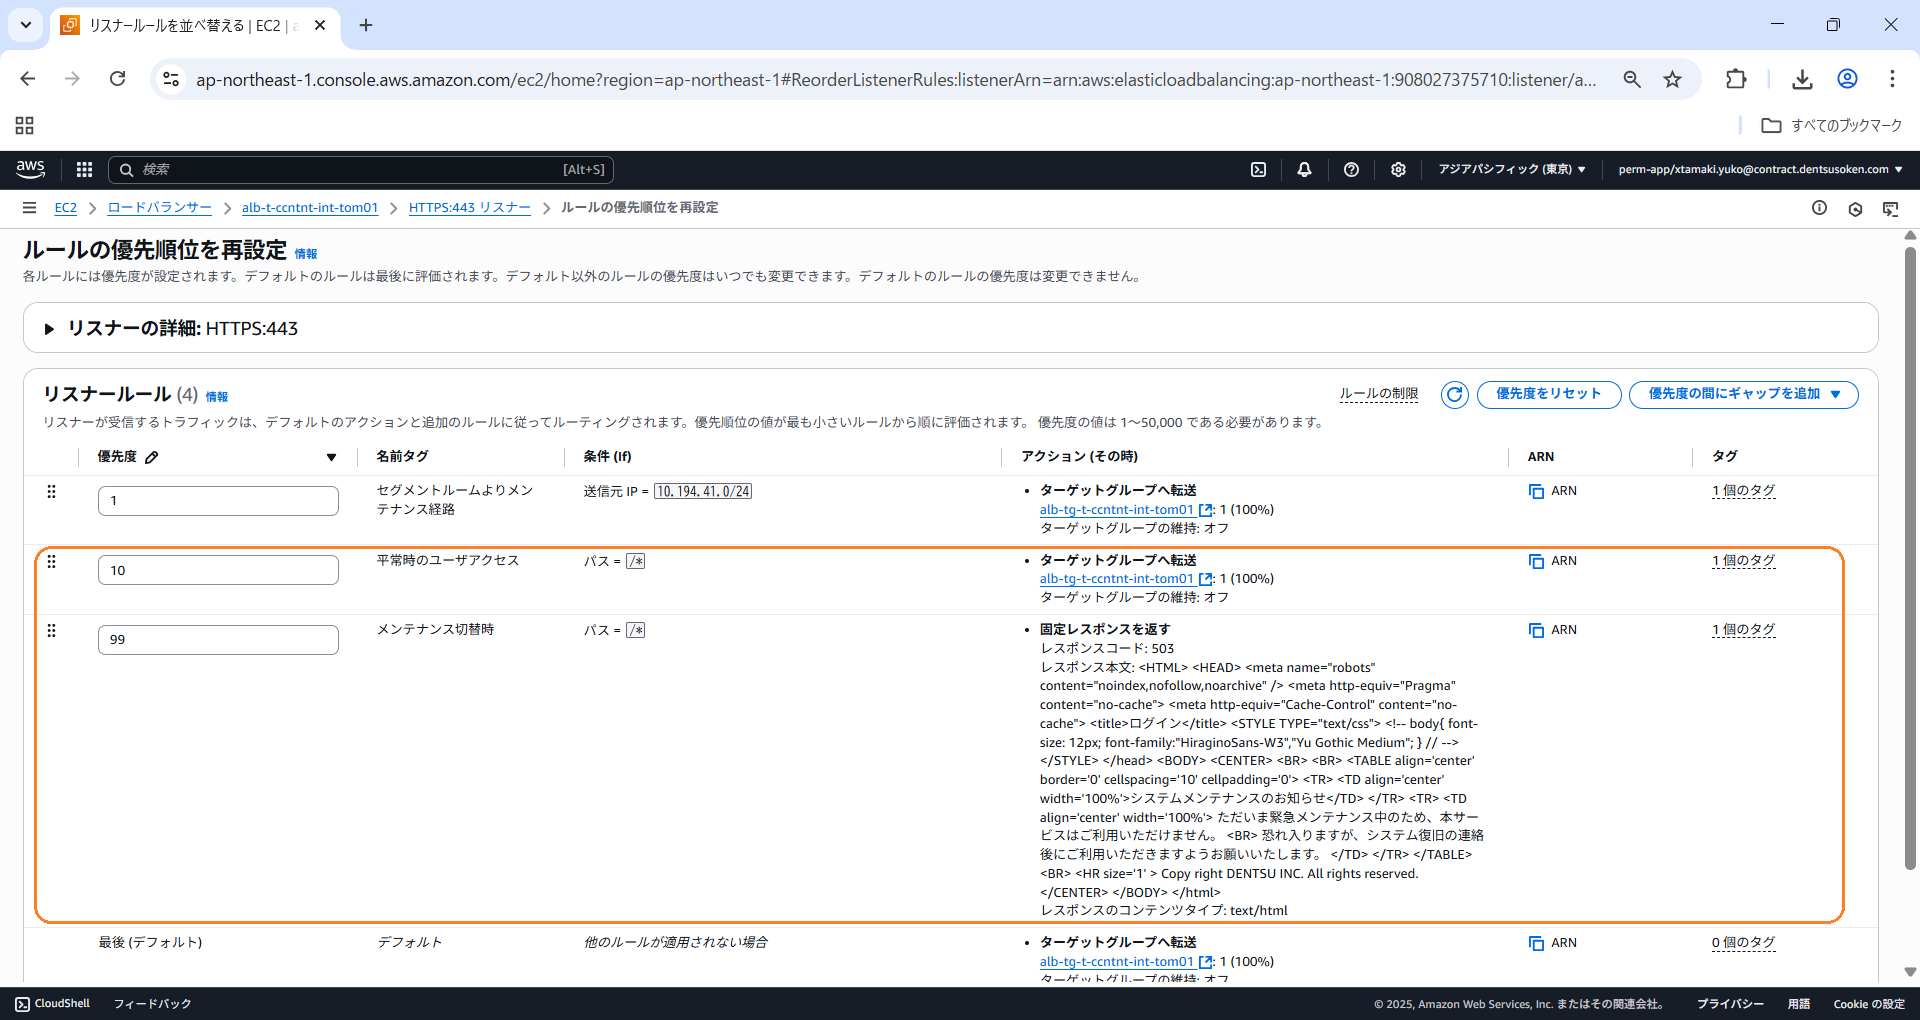 リスナールールを並べ替える | EC2 | a
ap-northeast-1.console.aws.amazon.com/ec2/home?region=ap-northeast-1#ReorderListenerRules:listenerArn=arn:aws:elasticloadbalancing:ap-northeast-1:908027375710:listener/a...
すべてのブックマーク
aws 検索 [Alt+S] アジアパシフィック (東京) ▼ perm-app/xtamaki.yuko@contract.dentsusoken.com ▼
EC2 > ロードバランサー > alb-t-ccntnt-int-tom01 > HTTPS:443 リスナー > ルールの優先順位を再設定
ルールの優先順位を再設定 情報
各ルールには優先度が設定されます。デフォルトのルールは最後に評価されます。デフォルト以外のルールの優先度はいつでも変更できます。デフォルトのルールの優先度は変更できません。
リスナーの詳細: HTTPS:443
リスナールール (4) 情報
ルールの制限 優先度をリセット 優先度の間にギャップを追加 ▼
リスナーが受信するトラフィックは、デフォルトのアクションと追加のルールに従ってルーティングされます。優先順位の値が最も小さいルールから順に評価されます。 優先度の値は 1～50,000 である必要があります。
優先度 ▼ 名前タグ 条件 (If) アクション (その時) ARN タグ
1
セグメントルームよりメン
テナンス経路
送信元 IP = 10.194.41.0/24
• ターゲットグループへ転送
alb-tg-t-ccntnt-int-tom01 : 1 (100%)
ターゲットグループの維持: オフ
ARN
1 個のタグ
10
平常時のユーザアクセス
パス = /*
• ターゲットグループへ転送
alb-tg-t-ccntnt-int-tom01 : 1 (100%)
ターゲットグループの維持: オフ
ARN
1 個のタグ
99
メンテナンス切替時
パス = /*
• 固定レスポンスを返す
レスポンスコード: 503
レスポンス本文: <HTML> <HEAD> <meta name="robots"
content="noindex,nofollow,noarchive" /> <meta http-equiv="Pragma"
content="no-cache"> <meta http-equiv="Cache-Control" content="no-
cache"> <title>ログイン</title> <STYLE TYPE="text/css"> <!-- body{ font-
size: 12px; font-family:"HiraginoSans-W3","Yu Gothic Medium"; } // -->
</STYLE> </head> <BODY> <CENTER> <BR> <BR> <TABLE align='center'
border='0' cellspacing='10' cellpadding='0'> <TR> <TD align='center'
width='100%'>システムメンテナンスのお知らせ</TD> </TR> <TR> <TD
align='center' width='100%'> ただいま緊急メンテナンス中のため、本サー
ビスはご利用いただけません。 <BR> 恐れ入りますが、システム復旧の連絡
後にご利用いただきますようお願いいたします。 </TD> </TR> </TABLE>
<BR> <HR size='1' > Copy right DENTSU INC. All rights reserved.
</CENTER> </BODY> </html>
レスポンスのコンテンツタイプ: text/html
ARN
1 個のタグ
最後 (デフォルト)
デフォルト
他のルールが適用されない場合
• ターゲットグループへ転送
alb-tg-t-ccntnt-int-tom01 : 1 (100%)
ターゲットグループの維持: オフ
ARN
0 個のタグ
CloudShell フィードバック © 2025, Amazon Web Services, Inc. またはその関連会社。 プライバシー 用語 Cookie の設定